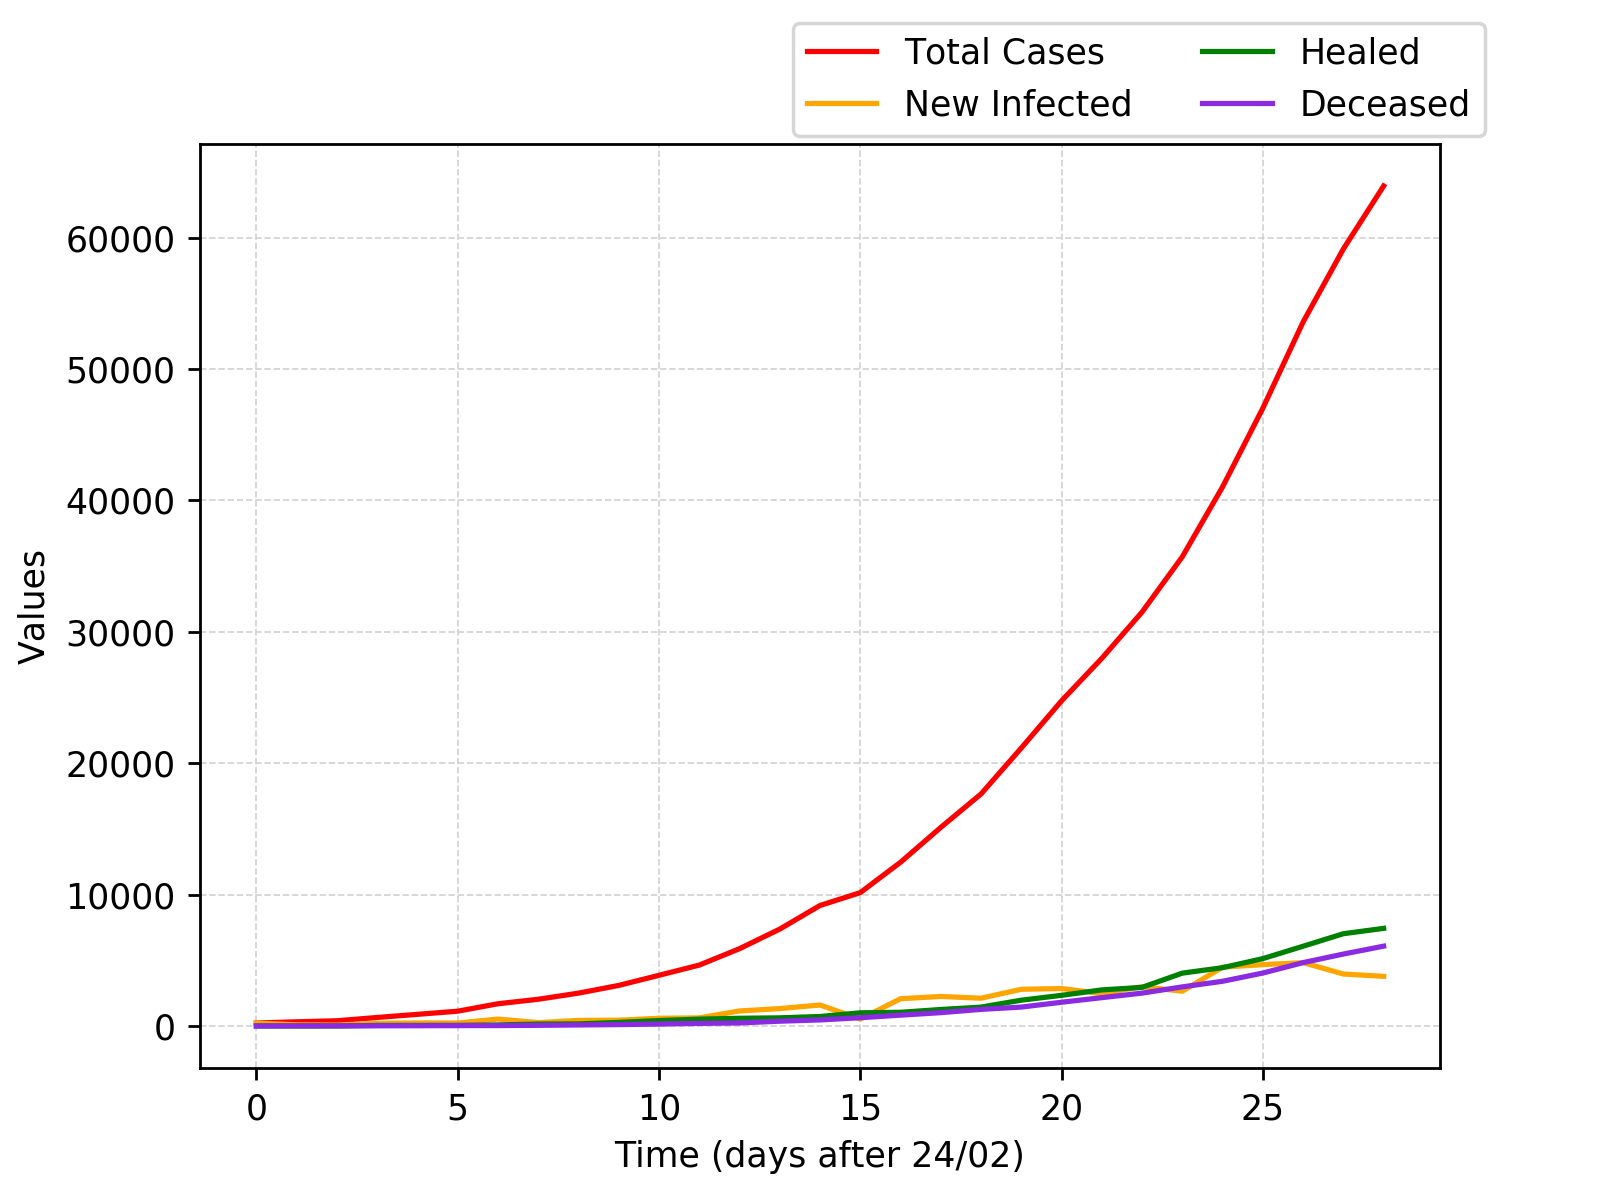 Total Cases
New Infected
Healed
Deceased
60000
50000
40000
30000
20000
10000
0
Values
0 5 10 15 20 25
Time (days after 24/02)